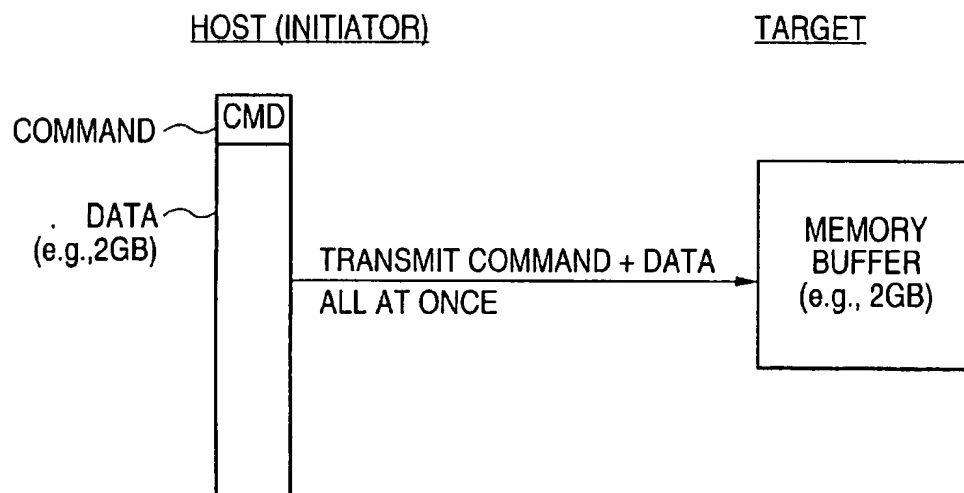 HOST (INITIATOR)
TARGET
CMD
COMMAND
DATA
(e.g.,2GB)
TRANSMIT COMMAND + DATA
ALL AT ONCE
MEMORY
BUFFER
(e.g., 2GB)